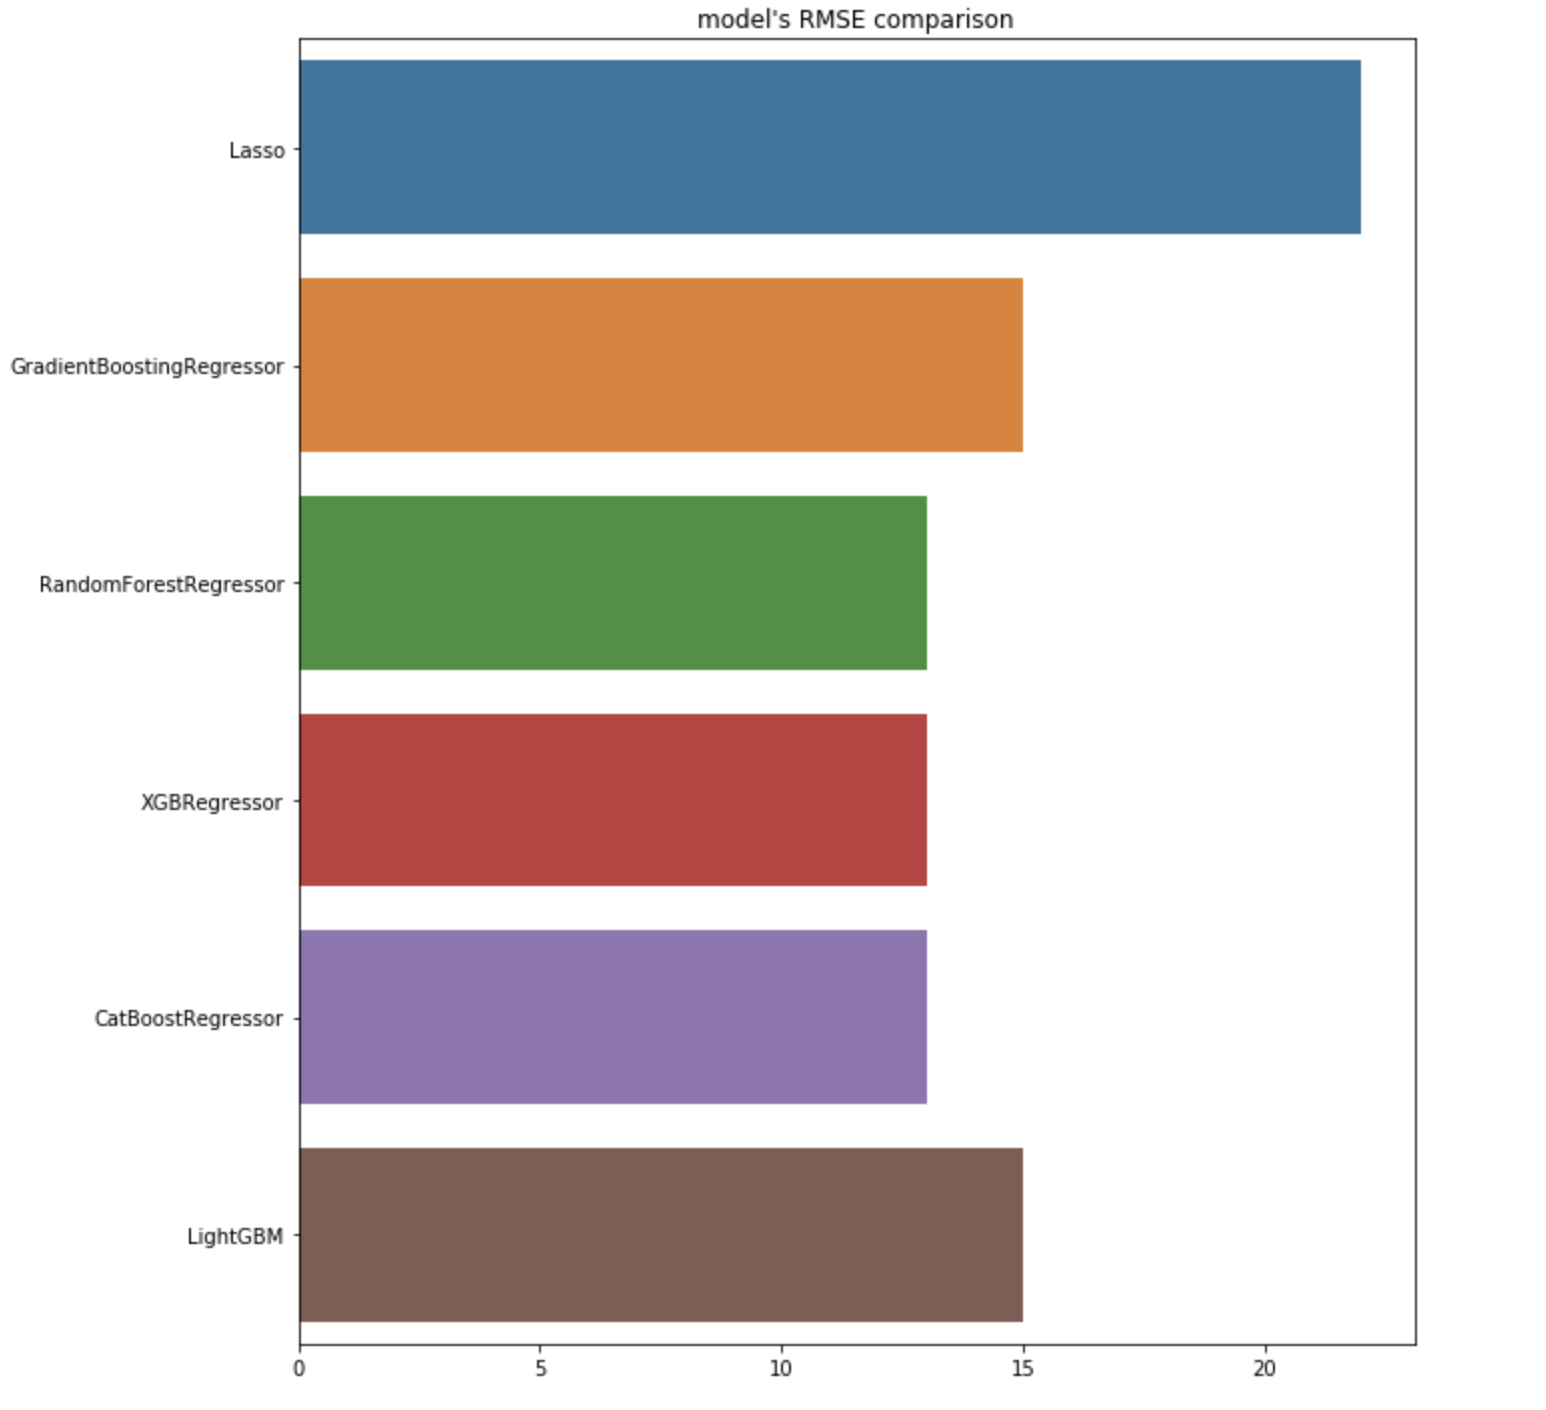 model's RMSE comparison
Lasso
GradientBoostingRegressor
RandomForestRegressor
XGBRegressor
CatBoostRegressor
LightGBM
0 5 10 15 20